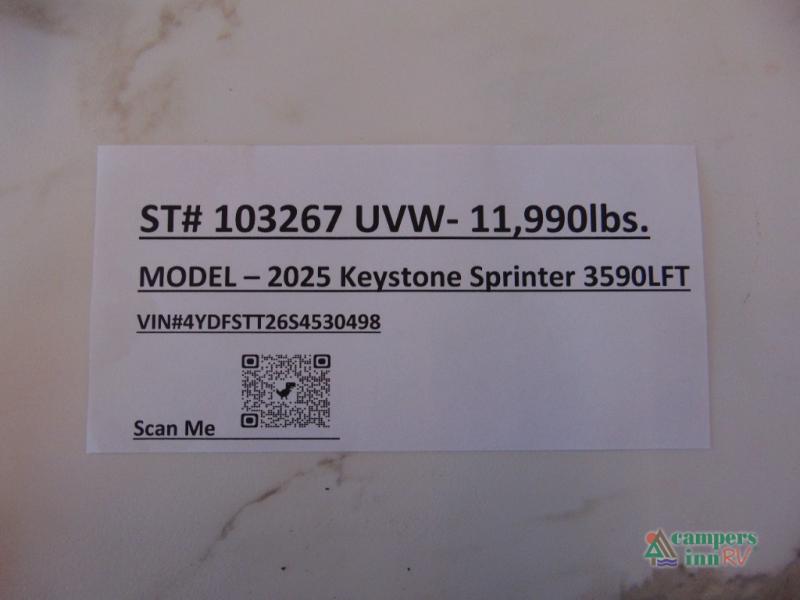 ST# 103267 UVW- 11,990lbs.
MODEL – 2025 Keystone Sprinter 3590LFT
VIN#4YDFSTT26S4530498
Scan Me
campers
inn RV